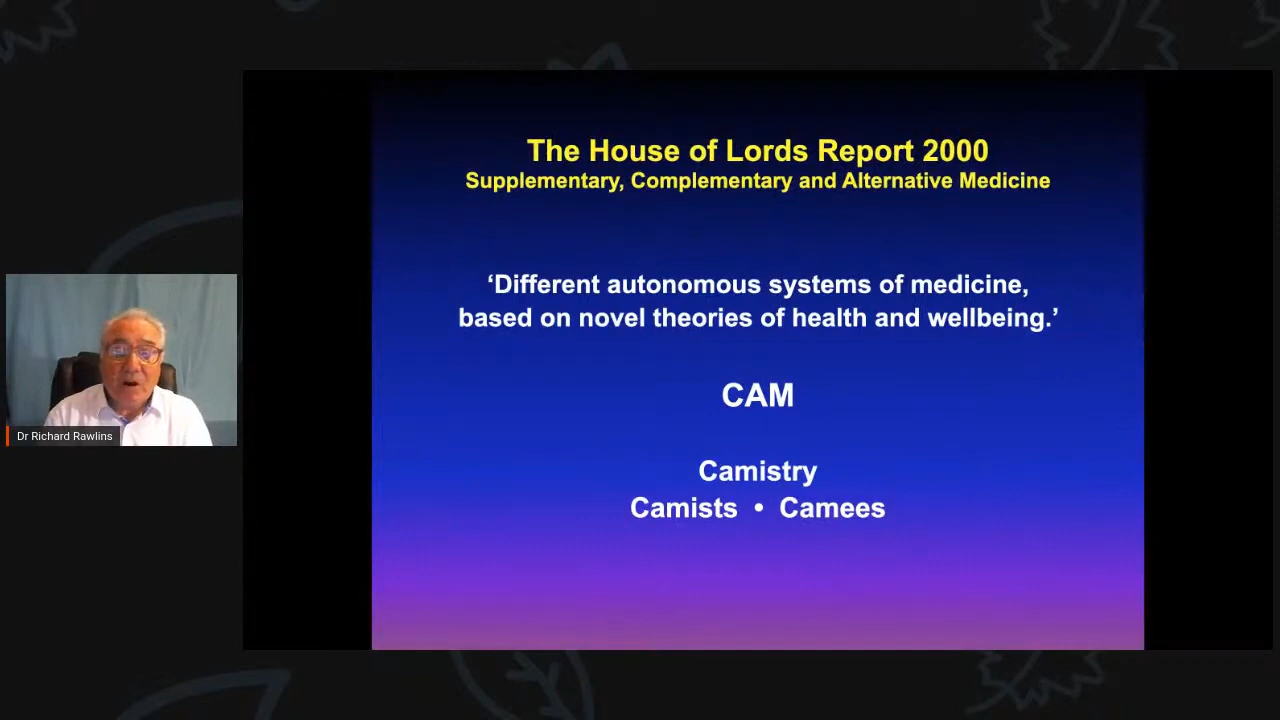 The House of Lords Report 2000
Supplementary, Complementary and Alternative Medicine
‘Different autonomous systems of medicine,
based on novel theories of health and wellbeing.’
CAM
Camistry
Camists • Camees
Dr Richard Rawlins